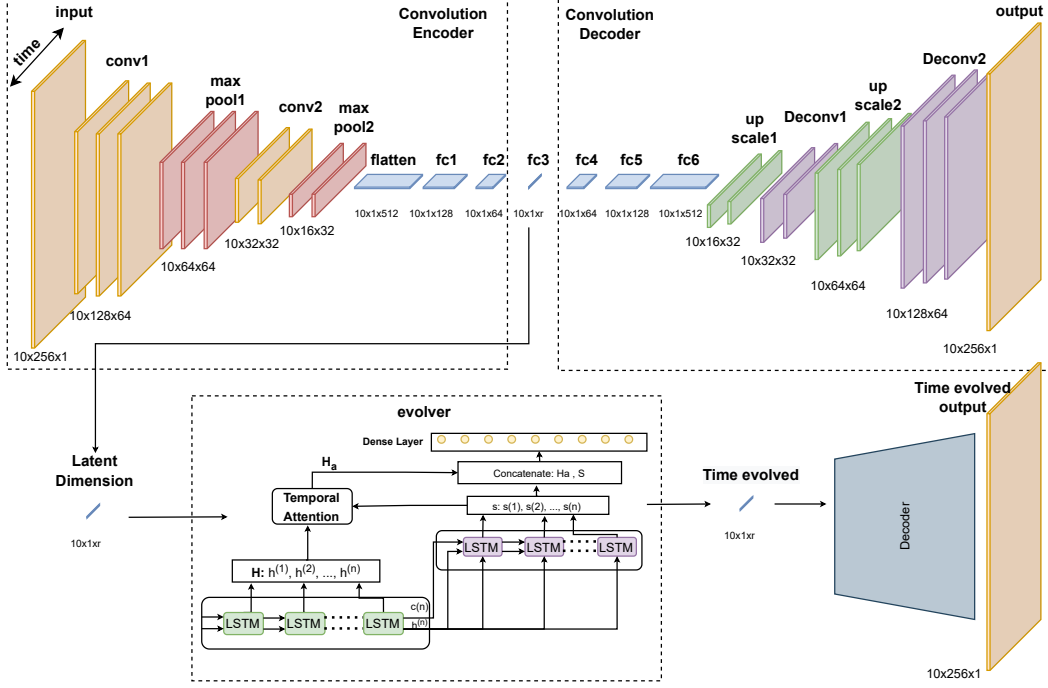 input
time
conv1
max
pool1
conv2
max
pool2
Convolution
Encoder
flatten
fc1
fc2
fc3
10x256x1
10x128x64
10x64x64
10x32x32
10x16x32
10x1x512
10x1x128
10x1x64
10x1xr
Convolution
Decoder
fc4
fc5
fc6
up
scale1
Deconv1
up
scale2
Deconv2
output
10x1x64
10x1x128
10x1x512
10x16x32
10x32x32
10x64x64
10x128x64
10x256x1
Latent
Dimension
10x1xr
evolver
Dense Layer
Concatenate: Ha , S
Hₐ
Temporal
Attention
s: s(1), s(2), ..., s(n)
LSTM
LSTM
LSTM
H: h⁽¹⁾, h⁽²⁾, ..., h⁽ⁿ⁾
c(n)
h⁽ⁿ⁾
LSTM
LSTM
LSTM
Time evolved
10x1xr
Decoder
Time evolved
output
10x256x1